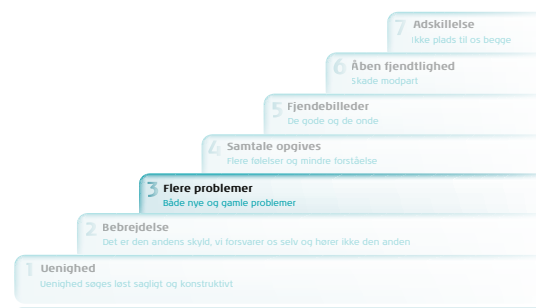 7 Adskillelse
Ikke plads til os begge
6 Åben fjendtlighed
Skade modpart
5 Fjendebilleder
De gode og de onde
4 Samtale opgives
Flere følelser og mindre forståelse
3 Flere problemer
Både nye og gamle problemer
2 Bebrejdelse
Det er den andens skyld, vi forsvarer os selv og hører ikke den anden
1 Uenighed
Uenighed søges løst sagligt og konstruktivt